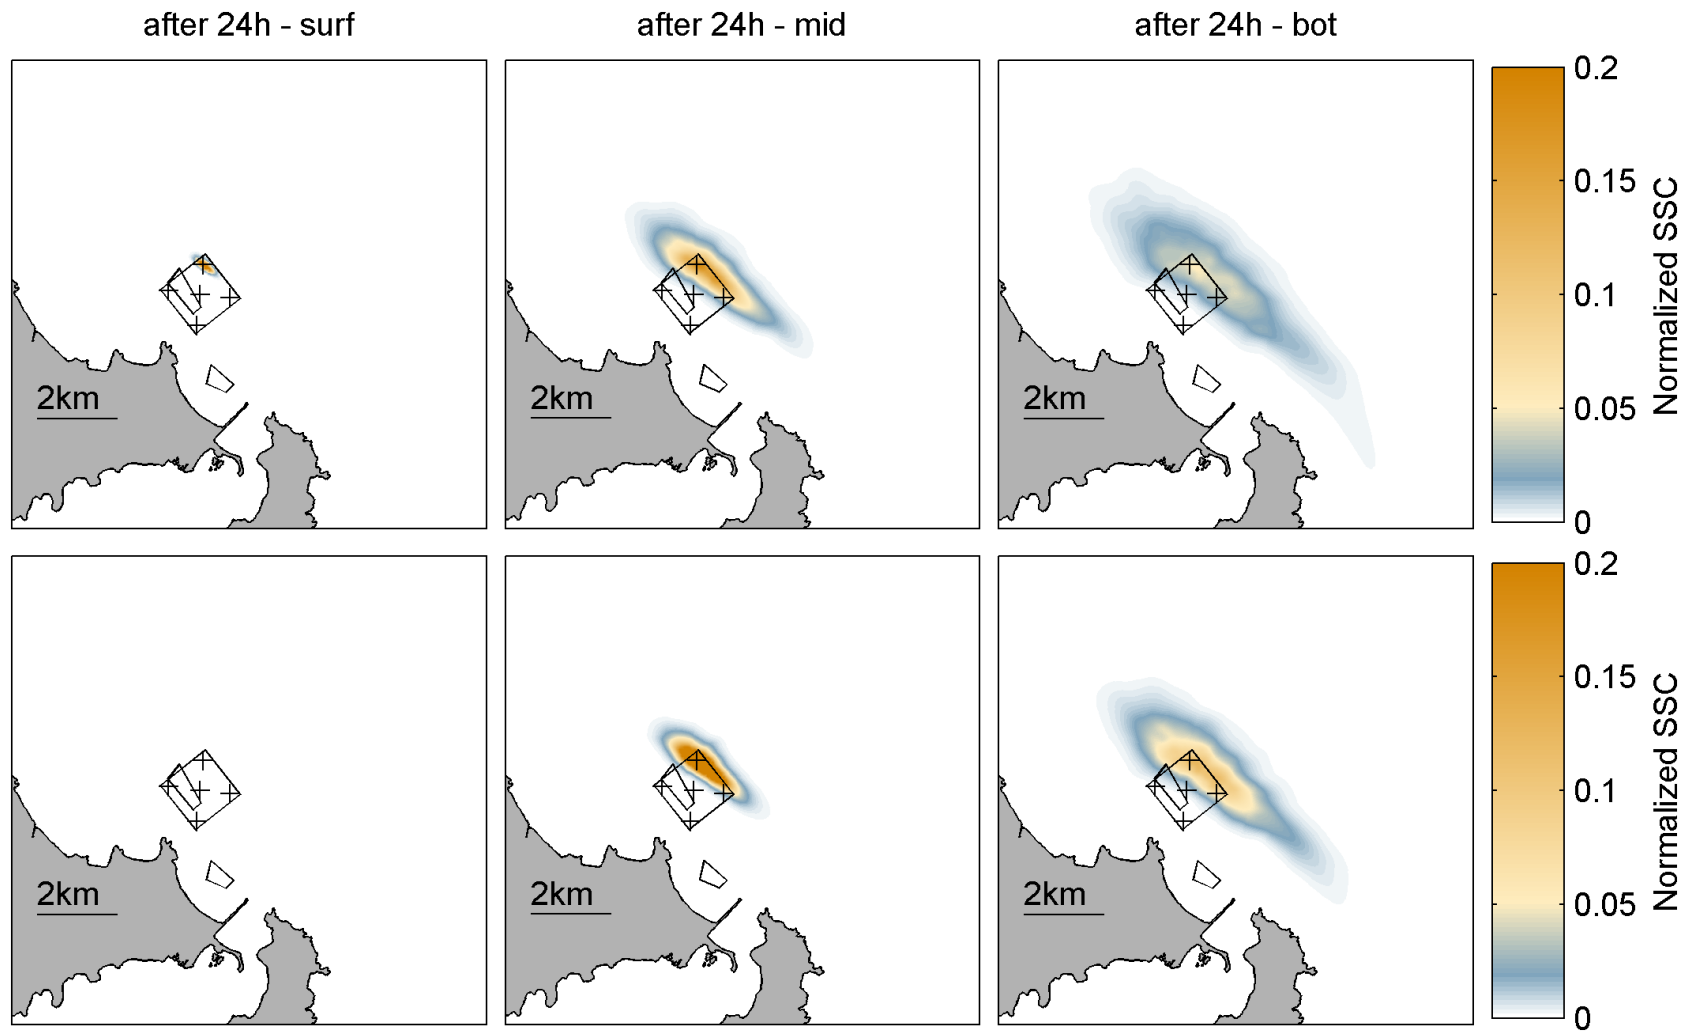 after 24h - surf
after 24h - mid
after 24h - bot
2km
2km
2km
0.2
0.15
0.1
0.05
0
Normalized SSC
2km
2km
2km
0.2
0.15
0.1
0.05
0
Normalized SSC